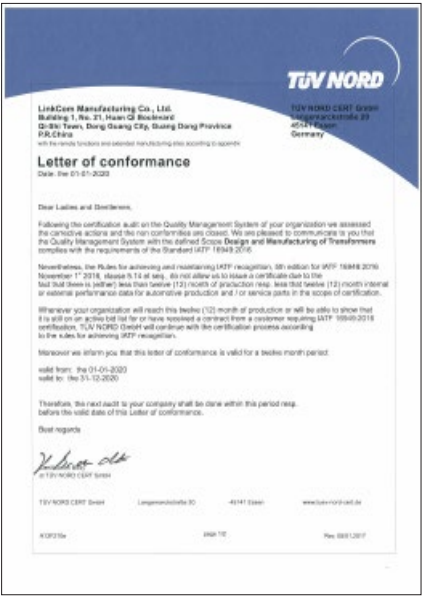 TÜV NORD
LinkCom Manufacturing Co., Ltd.
Building 1, No. 21, Huan Qi Boulevard
Qi-Shi Town, Dong Guang City, Guang Dong Province
P.R.China
with the remote functions and extended manufacturing sites according to appendix
TÜV NORD CERT GmbH
Langemarckstraße 20
45141 Essen
Germany
Letter of conformance
Date: the 01-01-2020
Dear Ladies and Gentlemen,
Following the certification audit on the Quality Management System of your organization we assessed
the corrective actions and the non conformities are closed. We are pleased to communicate to you that
the Quality Management System with the defined Scope Design and Manufacturing of Transformers
complies with the requirements of the Standard IATF 16949:2016
Nevertheless, the Rules for achieving and maintaining IATF recognition, 5th edition for IATF 16949:2016
November 1st 2016, clause 5.14 et seq., do not allow us to issue a certificate due to the
fact that there is (either) less than twelve (12) month of production resp. less that twelve (12) month internal
or external performance data for automotive production and / or service parts in the scope of certification.
Whenever your organization will reach this twelve (12) month of production or will be able to show that
it is still on an active bid list for or have received a contract from a customer requiring IATF 16949:2016
certification, TÜV NORD GmbH will continue with the certification process according
to the rules for achieving IATF recognition.
Moreover we inform you that this letter of conformance is valid for a twelve month period:
valid from: the 01-01-2020
valid to: the 31-12-2020
Therefore, the next audit to your company shall be done within this period resp.
before the valid date of this Letter of conformance.
Best regards
TÜV NORD CERT GmbH
TÜV NORD CERT GmbH Langemarckstraße 20 45141 Essen www.tuev-nord-cert.de
page 1/2